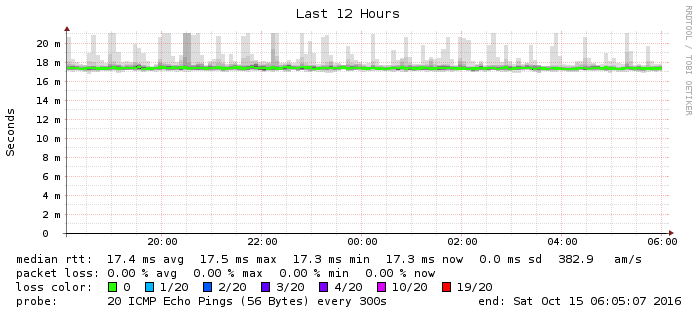 Last 12 Hours
RRDTOOL / TOBI OETIKER
Seconds
20 m
18 m
16 m
14 m
12 m
10 m
8 m
6 m
4 m
2 m
0
20:00 22:00 00:00 02:00 04:00 06:00
median rtt: 17.4 ms avg 17.5 ms max 17.3 ms min 17.3 ms now 0.0 ms sd 382.9 am/s
packet loss: 0.00 % avg 0.00 % max 0.00 % min 0.00 % now
loss color: 0 1/20 2/20 3/20 4/20 10/20 19/20
probe: 20 ICMP Echo Pings (56 Bytes) every 300s end: Sat Oct 15 06:05:07 2016